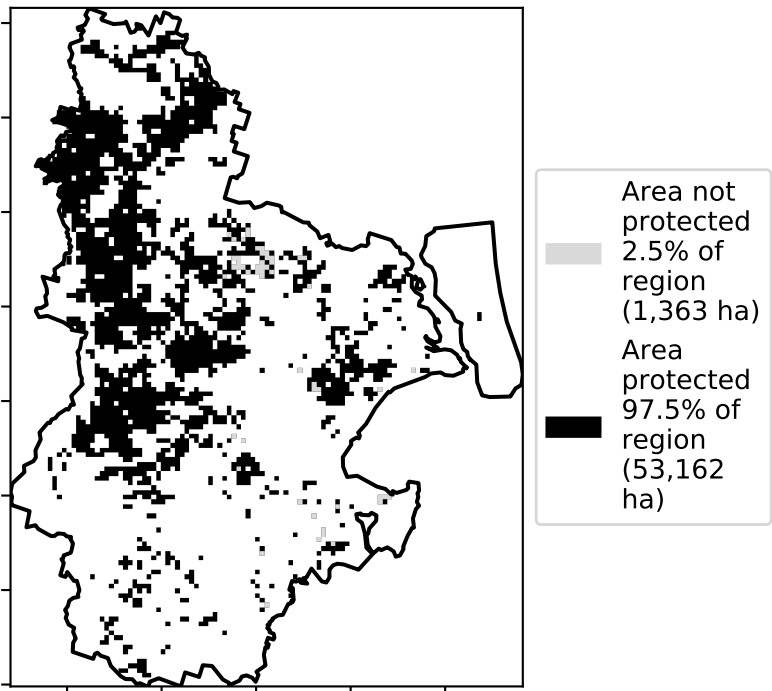 Area not
protected
2.5% of
region
(1,363 ha)
Area
protected
97.5% of
region
(53,162
ha)